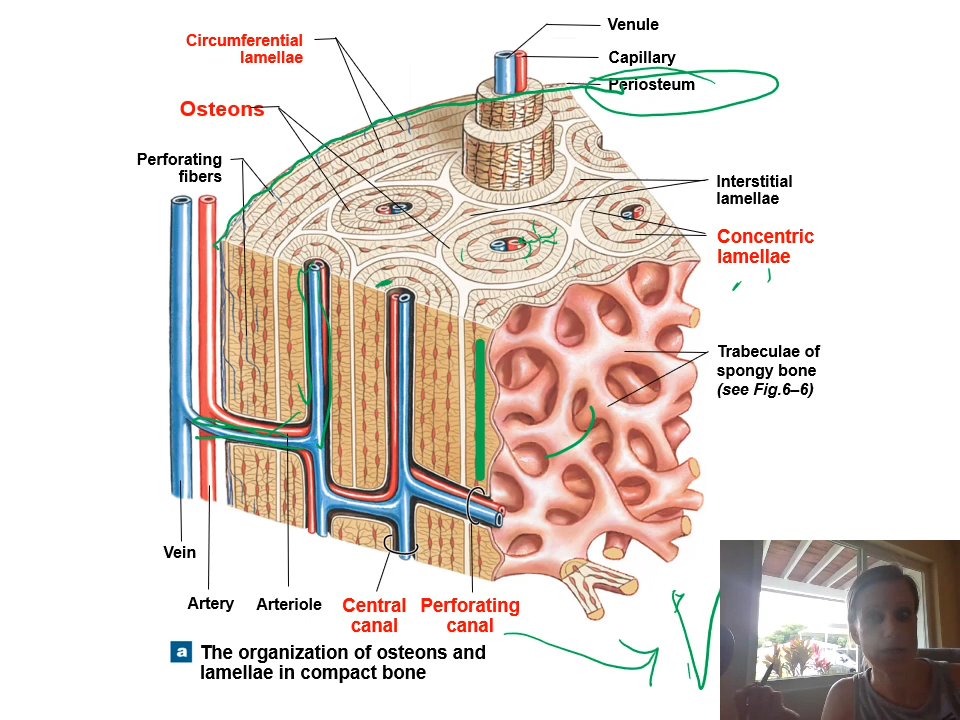 Venule
Circumferential
lamellae
Capillary
Periosteum
Osteons
Perforating
fibers
Interstitial
lamellae
Concentric
lamellae
Trabeculae of
spongy bone
(see Fig.6–6)
Vein
Artery
Arteriole
Central
canal
Perforating
canal
a The organization of osteons and
lamellae in compact bone